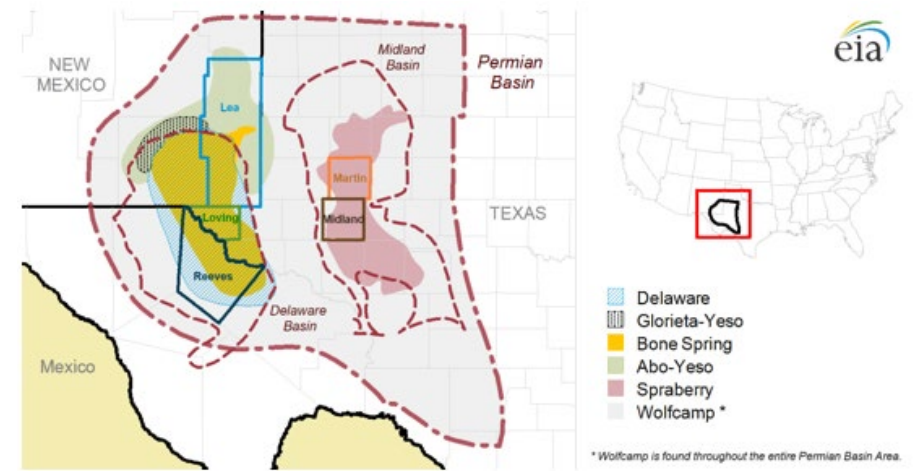 NEW
MEXICO
Midland
Basin
Permian
Basin
Lea
Martin
Loving
Midland
TEXAS
Reeves
Delaware
Basin
Mexico
eia
Delaware
Glorieta-Yeso
Bone Spring
Abo-Yeso
Spraberry
Wolfcamp *
* Wolfcamp is found throughout the entire Permian Basin Area.